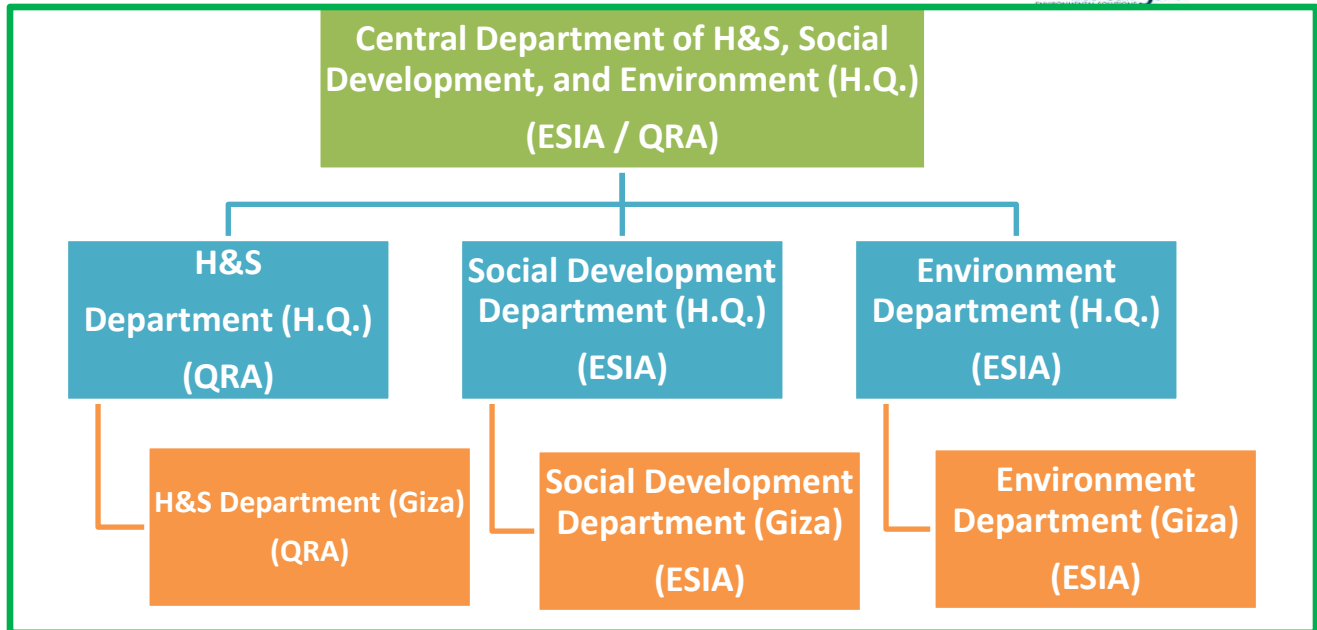 Central Department of H&S, Social
Development, and Environment (H.Q.)
(ESIA / QRA)
H&S
Department (H.Q.)
(QRA)
Social Development
Department (H.Q.)
(ESIA)
Environment
Department (H.Q.)
(ESIA)
H&S Department (Giza)
(QRA)
Social Development
Department (Giza)
(ESIA)
Environment
Department (Giza)
(ESIA)